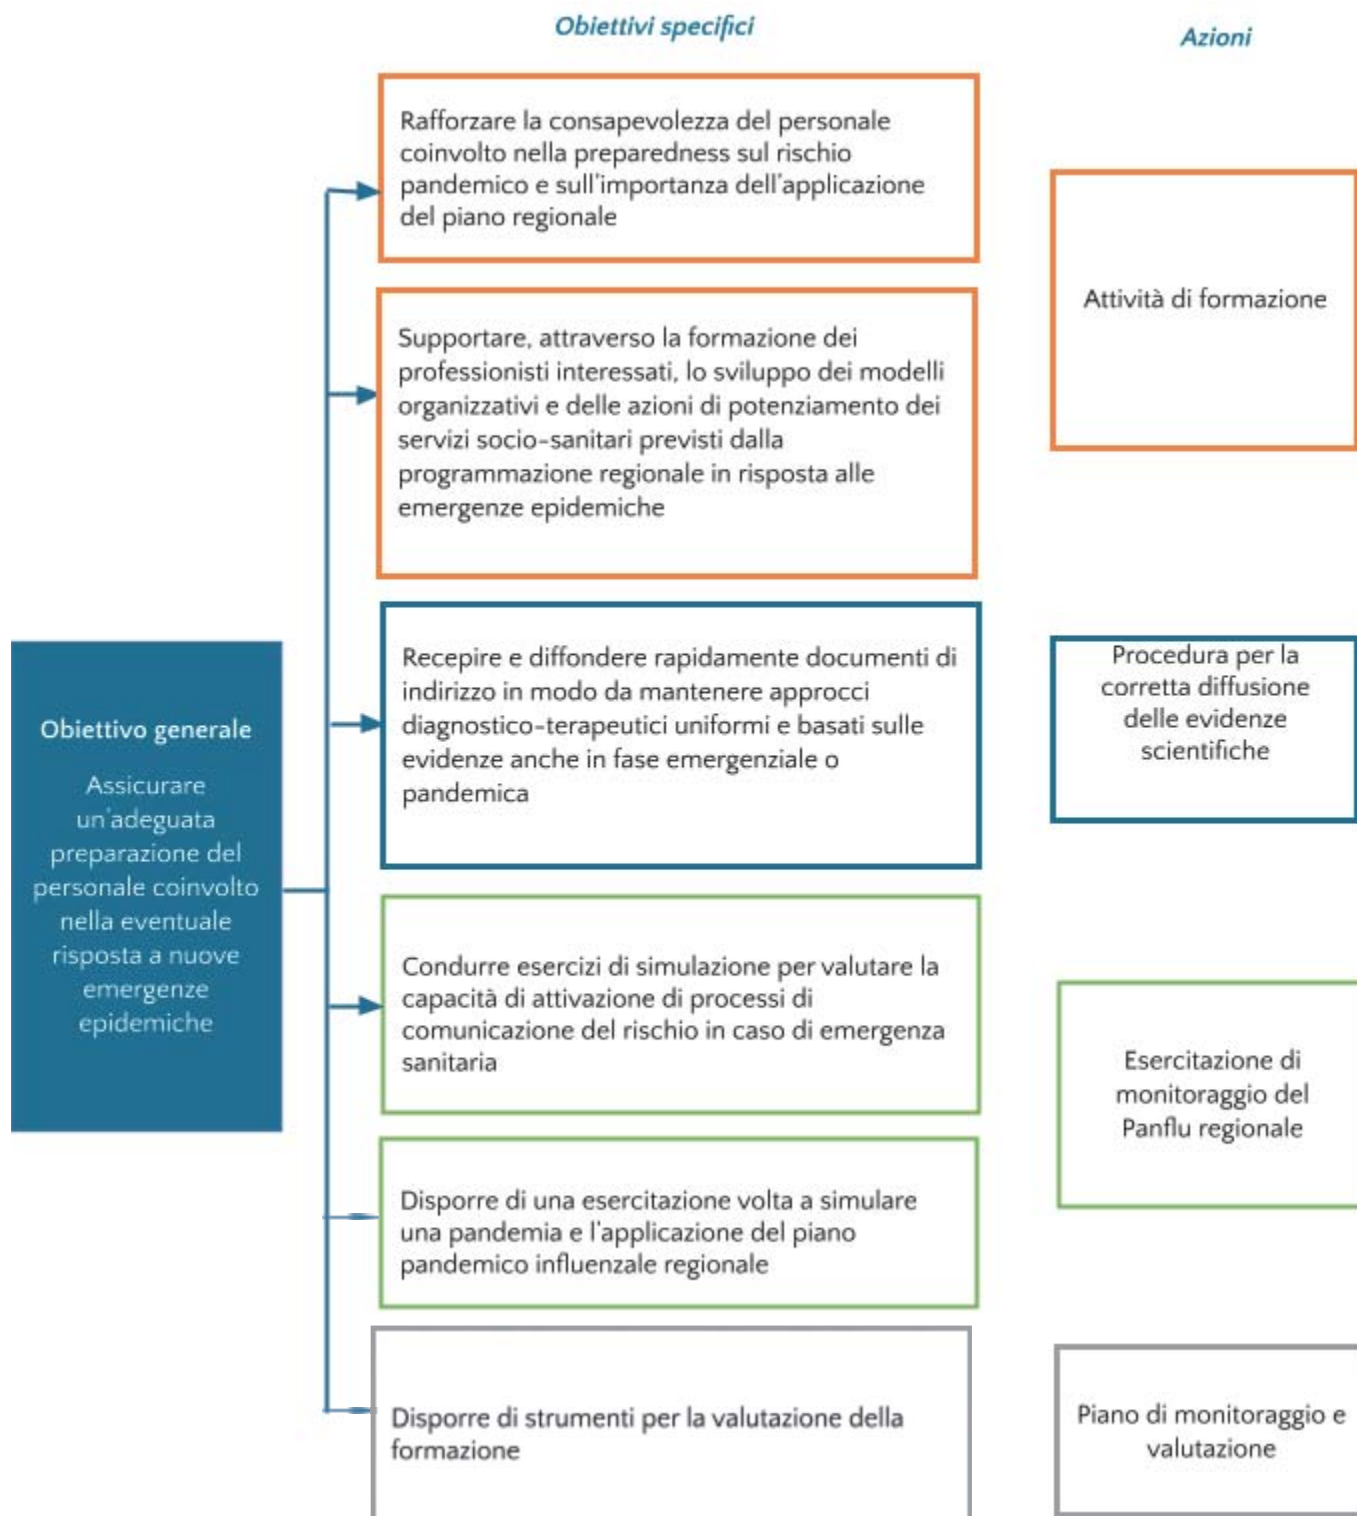 Obiettivi specifici
Azioni
Rafforzare la consapevolezza del personale
coinvolto nella preparedness sul rischio
pandemico e sull'importanza dell'applicazione
del piano regionale
Attività di formazione
Supportare, attraverso la formazione dei
professionisti interessati, lo sviluppo dei modelli
organizzativi e delle azioni di potenziamento dei
servizi socio-sanitari previsti dalla
programmazione regionale in risposta alle
emergenze epidemiche
Obiettivo generale
Assicurare
un'adeguata
preparazione del
personale coinvolto
nella eventuale
risposta a nuove
emergenze
epidemiche
Recepire e diffondere rapidamente documenti di
indirizzo in modo da mantenere approcci
diagnostico-terapeutici uniformi e basati sulle
evidenze anche in fase emergenziale o
pandemica
Procedura per la
corretta diffusione
delle evidenze
scientifiche
Condurre esercizi di simulazione per valutare la
capacità di attivazione di processi di
comunicazione del rischio in caso di emergenza
sanitaria
Esercitazione di
monitoraggio del
Panflu regionale
Disporre di una esercitazione volta a simulare
una pandemia e l'applicazione del piano
pandemico influenzale regionale
Disporre di strumenti per la valutazione della
formazione
Piano di monitoraggio e
valutazione